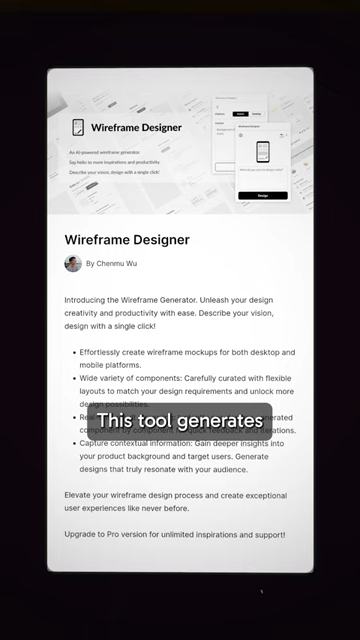 Wireframe Designer
An AI-powered wireframe generator.
Say hello to more inspirations and productivity.
Describe your vision, design with a single click!
Wireframe Designer
Design
Wireframe Designer
By Chenmu Wu
Introducing the Wireframe Generator. Unleash your design
creativity and productivity with ease. Describe your vision,
design with a single click!
• Effortlessly create wireframe mockups for both desktop and
mobile platforms.
• Wide variety of components: Carefully curated with flexible
layouts to match your design requirements and unlock more
design possibilities.
This tool generates
• Capture contextual information: Gain deeper insights into
your product background and target users. Generate
designs that truly resonate with your audience.
Elevate your wireframe design process and create exceptional
user experiences like never before.
Upgrade to Pro version for unlimited inspirations and support!